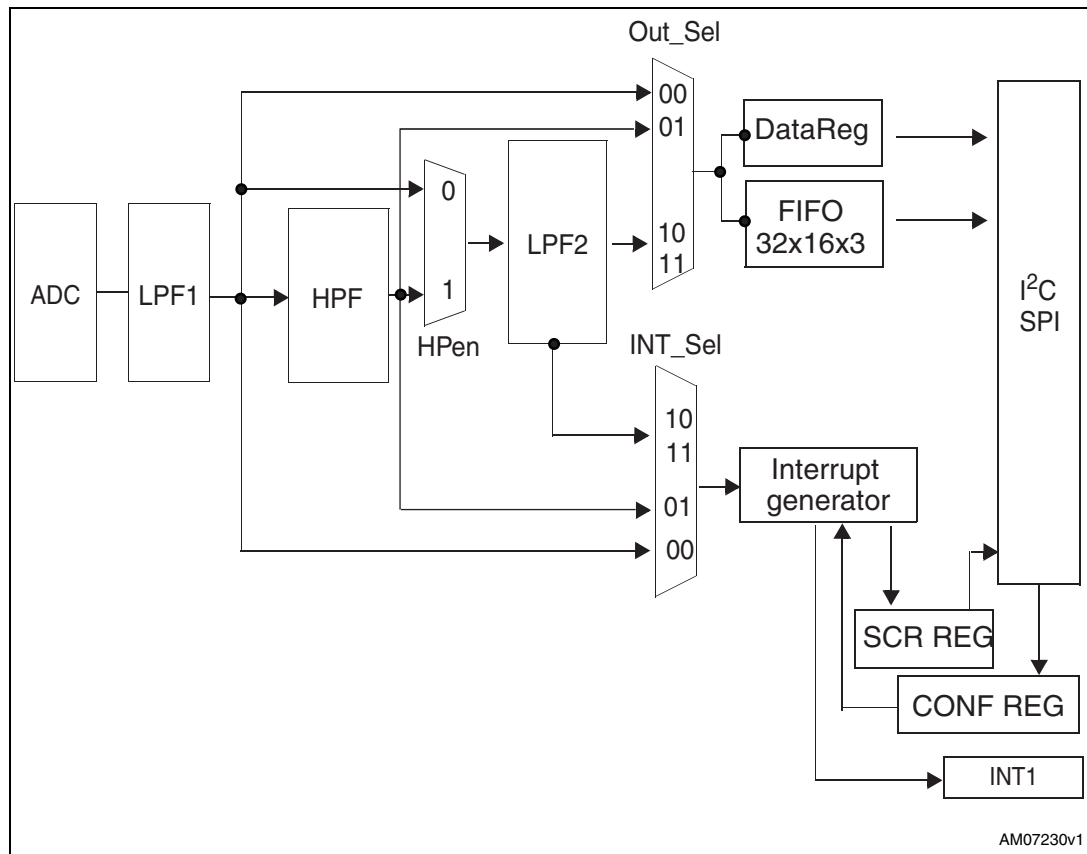 Out_Sel
00
01
DataReg
0
FIFO
32x16x3
10
11
ADC
LPF1
HPF
LPF2
1
HPen
I²C
SPI
INT_Sel
10
11
01
00
Interrupt
generator
SCR REG
CONF REG
INT1
AM07230v1